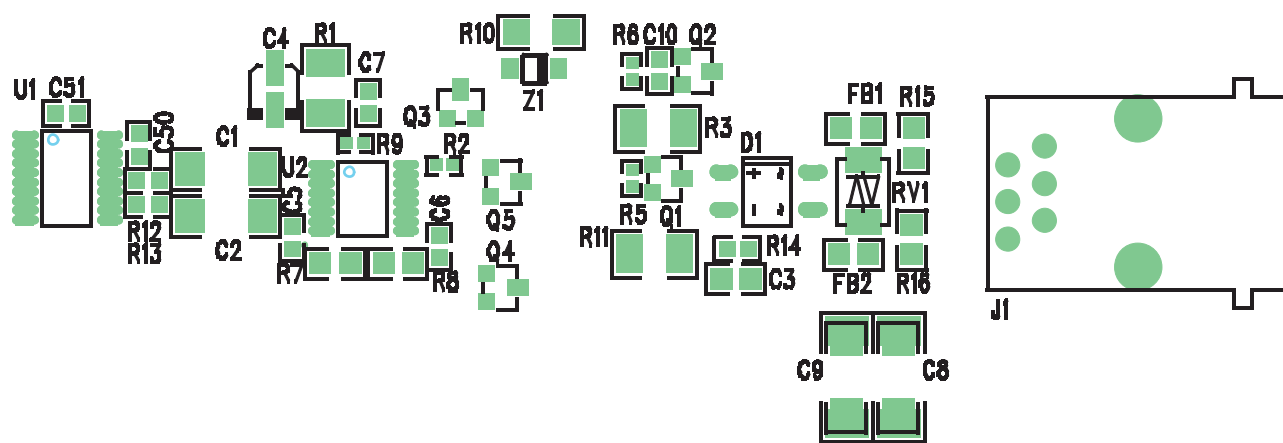 U1 C51
C50
C4
R1
C7
R10
Z1
R6 C10 Q2
Q3
R9
R2
C1
U2
C5
C6
C2
R12
R13
R7
R8
Q5
Q4
R3
D1
R5 Q1
R11
R14
C3
FB1
R15
RV1
FB2
R16
J1
C9
C8